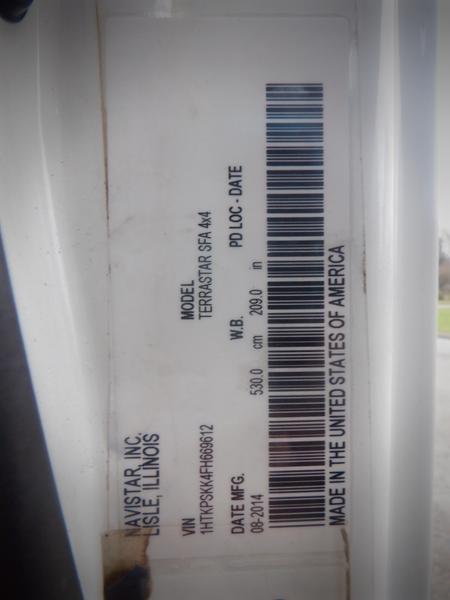 NAVISTAR, INC.
LISLE, ILLINOIS
VIN MODEL
1HTKPSKK4FH669612 TERRASTAR SFA 4x4
DATE MFG. W.B. PD LOC - DATE
08-2014 530.0 cm 209.0 in
MADE IN THE UNITED STATES OF AMERICA